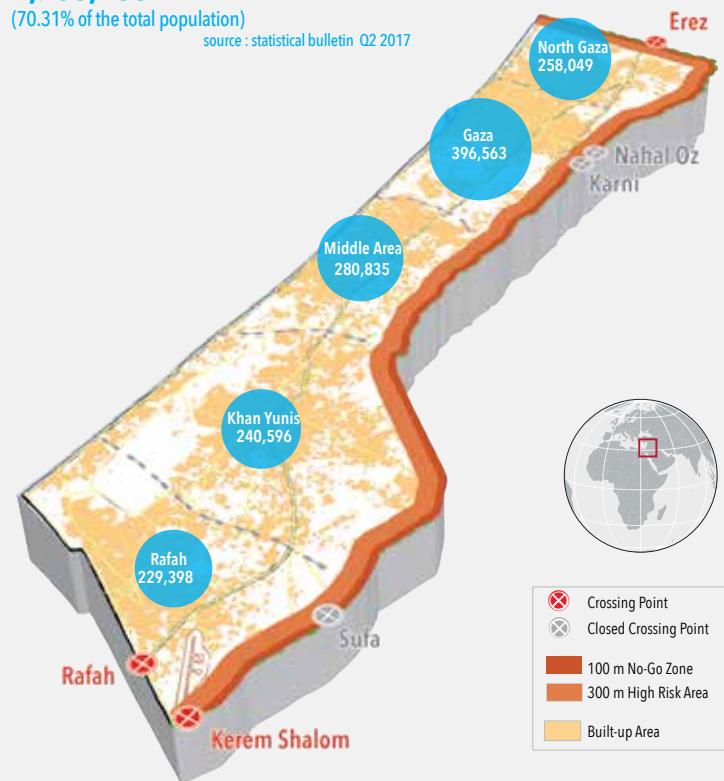 (70.31% of the total population)
source : statistical bulletin Q2 2017
Erez
North Gaza
258,049
Gaza
396,563
Nahal Oz
Karni
Middle Area
280,835
Khan Yunis
240,596
Rafah
229,398
Sufa
Rafah
Kerem Shalom
Crossing Point
Closed Crossing Point
100 m No-Go Zone
300 m High Risk Area
Built-up Area